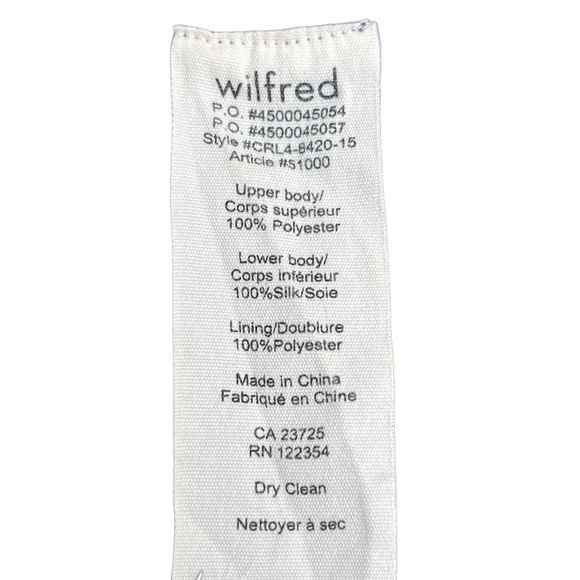 wilfred
P.O. #4500045054
P.O. #4500045057
Style #CRL4-8420-15
Article #S1000
Upper body/
Corps supérieur
100% Polyester
Lower body/
Corps intérieur
100%Silk/Soie
Lining/Doublure
100%Polyester
Made in China
Fabriqué en Chine
CA 23725
RN 122354
Dry Clean
Nettoyer à sec